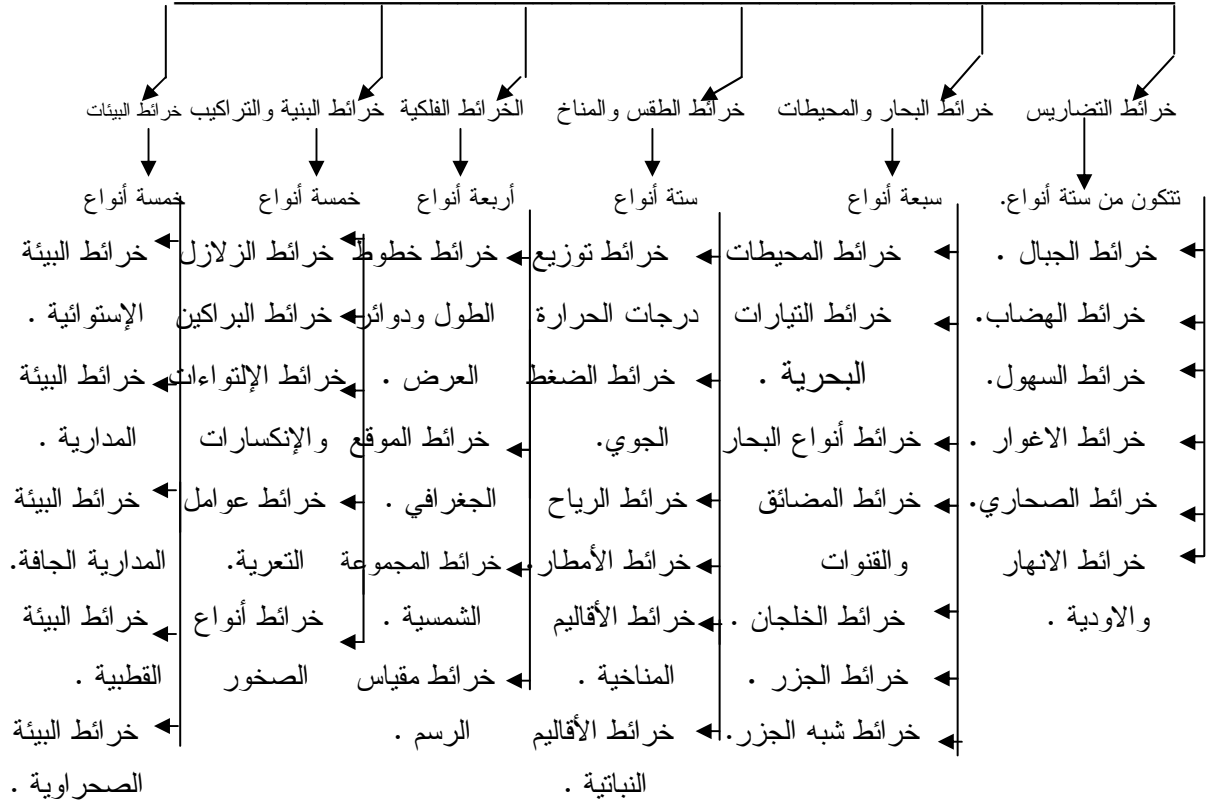 خرائط التضاريس
تتكون من ستة أنواع.
خرائط الجبال .
خرائط الهضاب.
خرائط السهول.
خرائط الاغوار .
خرائط الصحاري.
خرائط الانهار
والاودية .
خرائط البحار والمحيطات
سبعة أنواع
خرائط المحيطات
خرائط التيارات
البحرية .
خرائط أنواع البحار
خرائط المضائق
والقنوات
خرائط الخلجان .
خرائط الجزر .
خرائط شبه الجزر.
خرائط الطقس والمناخ
ستة أنواع
خرائط توزيع
درجات الحرارة
خرائط الضغط
الجوي.
خرائط الرياح
خرائط الأمطار.
خرائط الأقاليم
المناخية .
خرائط الأقاليم
النباتية .
الخرائط الفلكية
أربعة أنواع
خرائط خطوط
الطول ودوائر
العرض .
خرائط الموقع
الجغرافي .
خرائط المجموعة
الشمسية .
خرائط مقياس
الرسم .
خرائط البنية والتراكيب
خمسة أنواع
خرائط الزلازل
خرائط البراكين
خرائط الإلتواءات
والإنكسارات
خرائط عوامل
التعرية.
خرائط أنواع
الصخور
خرائط البيئات
خمسة أنواع
خرائط البيئة
الإستوائية .
خرائط البيئة
المدارية .
خرائط البيئة
المدارية الجافة.
خرائط البيئة
القطبية .
خرائط البيئة
الصحراوية .